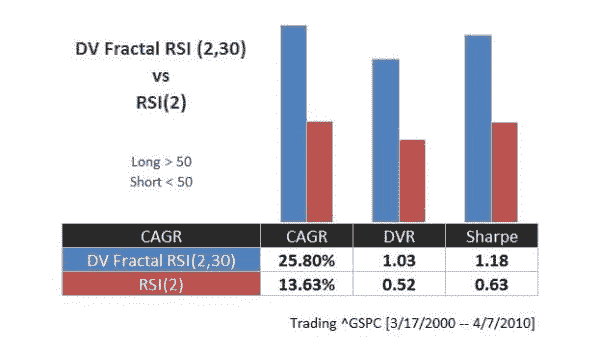 DV Fractal RSI (2,30)
vs
RSI(2)
Long > 50
Short < 50
CAGR CAGR DVR Sharpe
DV Fractal RSI(2,30) 25.80% 1.03 1.18
RSI(2) 13.63% 0.52 0.63
Trading ^GSPC [3/17/2000 -- 4/7/2010]